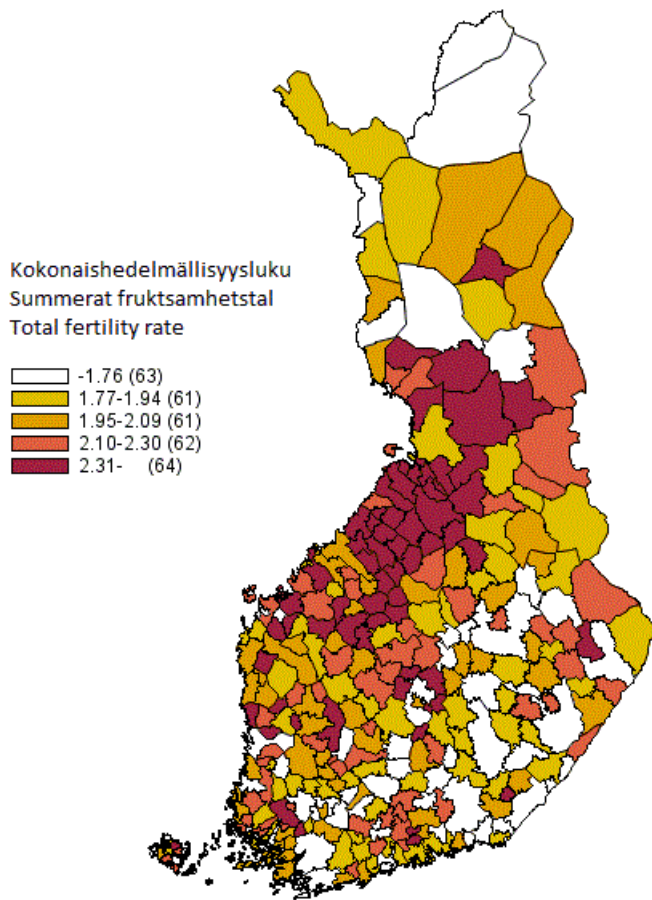 Kokonaishedelmällisyysluku
Summerat fruktsamhetstal
Total fertility rate
-1.76 (63)
1.77-1.94 (61)
1.95-2.09 (61)
2.10-2.30 (62)
2.31- (64)